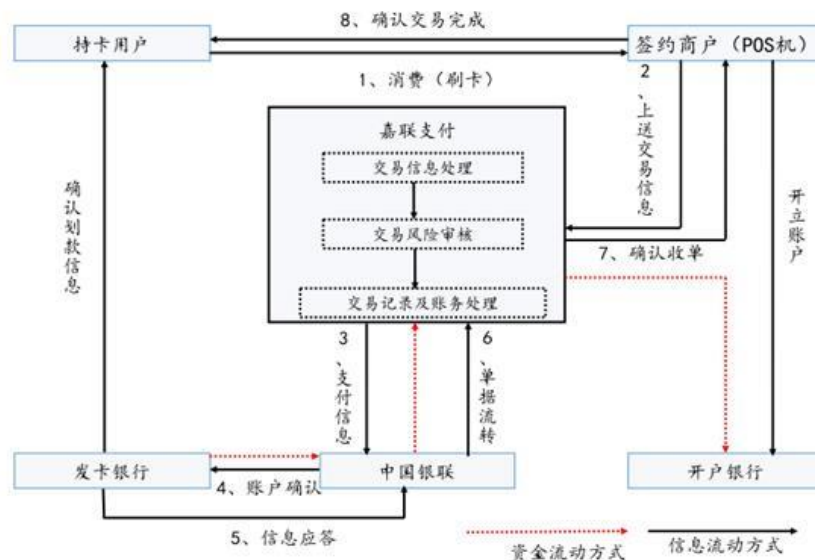 8、确认交易完成
持卡用户
签约商户（POS机）
1、消费（刷卡）
2、上送交易信息
嘉联支付
交易信息处理
交易风险审核
交易记录及账务处理
确认划款信息
开立账户
7、确认收单
3、支付信息
6、单据流转
发卡银行
中国银联
开户银行
4、账户确认
5、信息应答
资金流动方式
信息流动方式